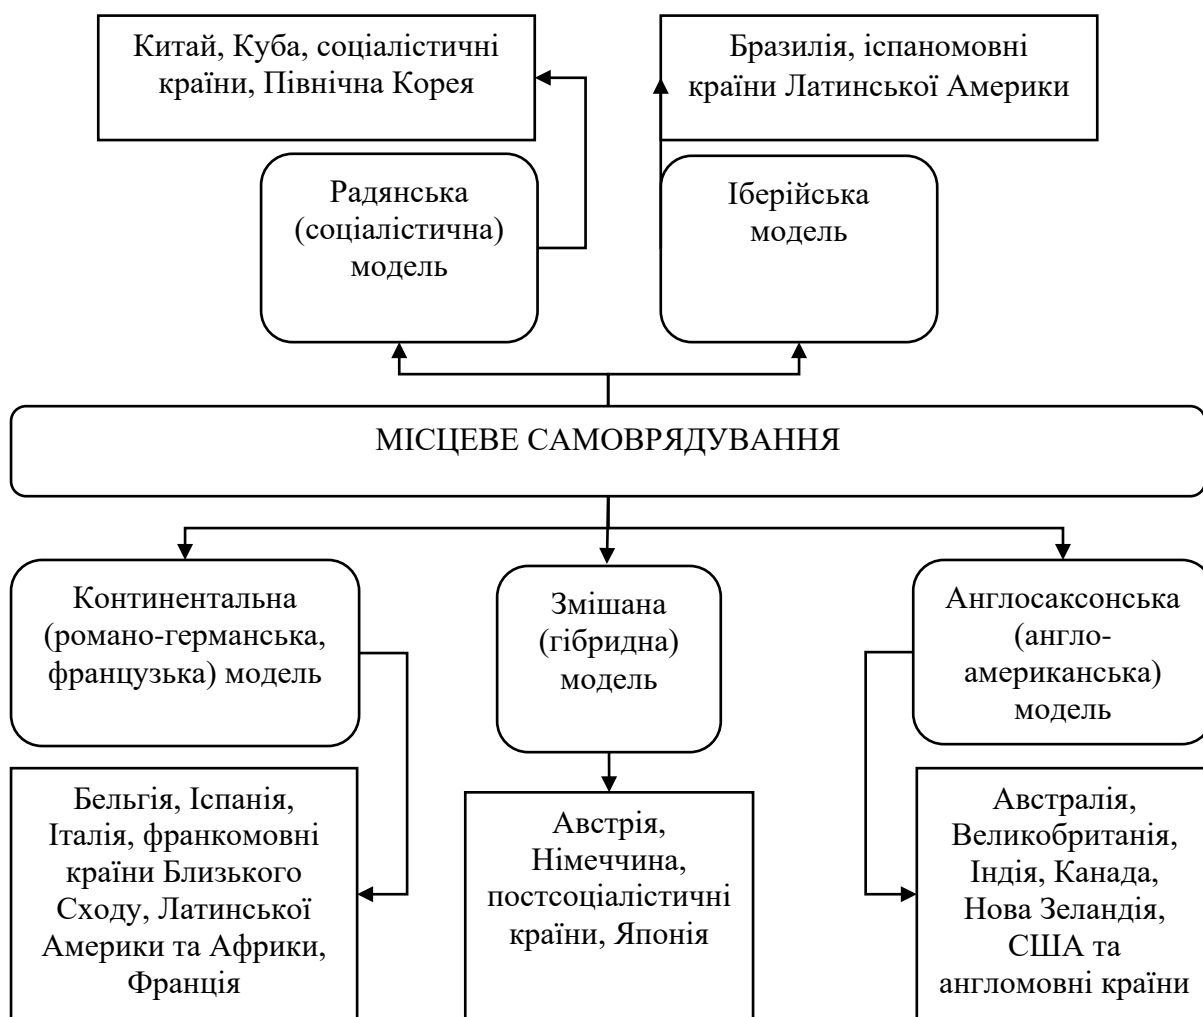 Китай, Куба, соціалістичні
країни, Північна Корея
Бразилія, іспаномовні
країни Латинської Америки
Радянська
(соціалістична)
модель
Іберійська
модель
МІСЦЕВЕ САМОВРЯДУВАННЯ
Континентальна
(романо-германська,
французька) модель
Змішана
(гібридна)
модель
Англосаксонська
(англо-
американська)
модель
Бельгія, Іспанія,
Італія, франкомовні
країни Близького
Сходу, Латинської
Америки та Африки,
Франція
Австрія,
Німеччина,
постсоціалістичні
країни, Японія
Австралія,
Великобританія,
Індія, Канада,
Нова Зеландія,
США та
англомовні країни